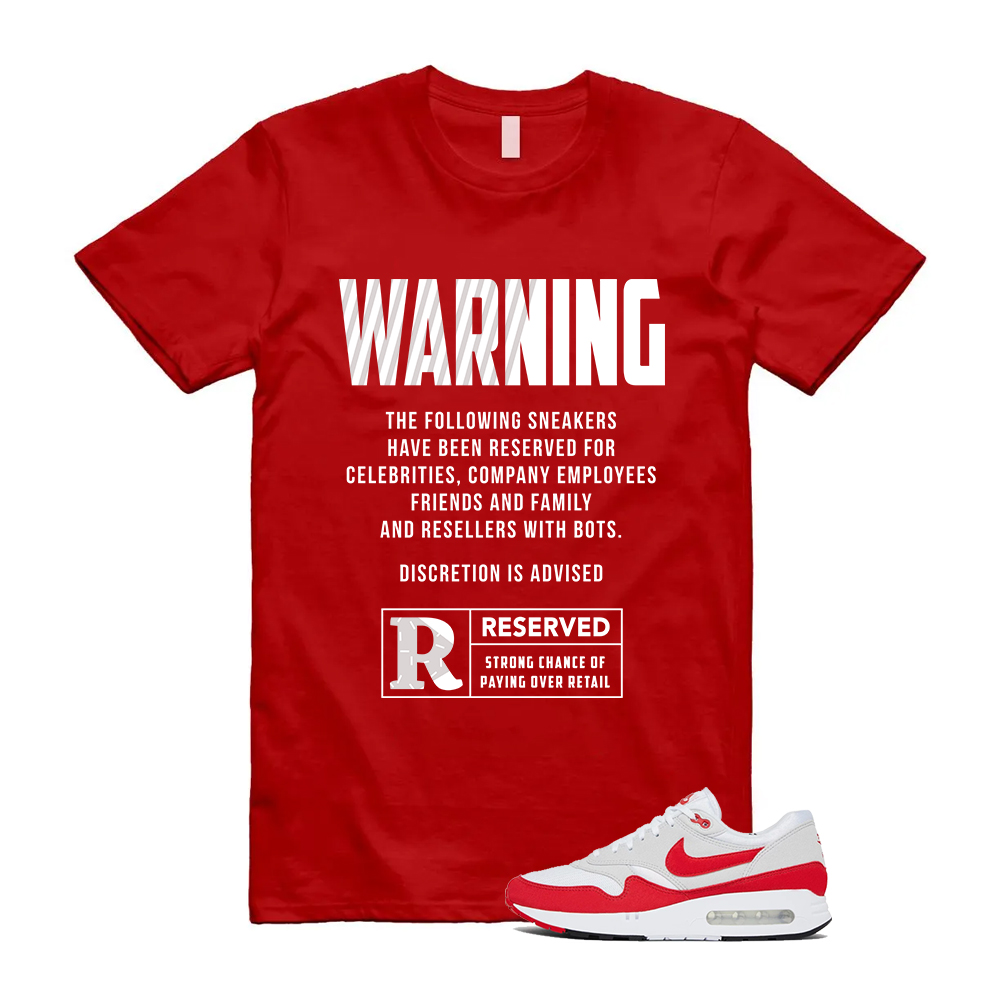 WARNING
THE FOLLOWING SNEAKERS
HAVE BEEN RESERVED FOR
CELEBRITIES, COMPANY EMPLOYEES
FRIENDS AND FAMILY
AND RESELLERS WITH BOTS.
DISCRETION IS ADVISED
R
RESERVED
STRONG CHANCE OF
PAYING OVER RETAIL